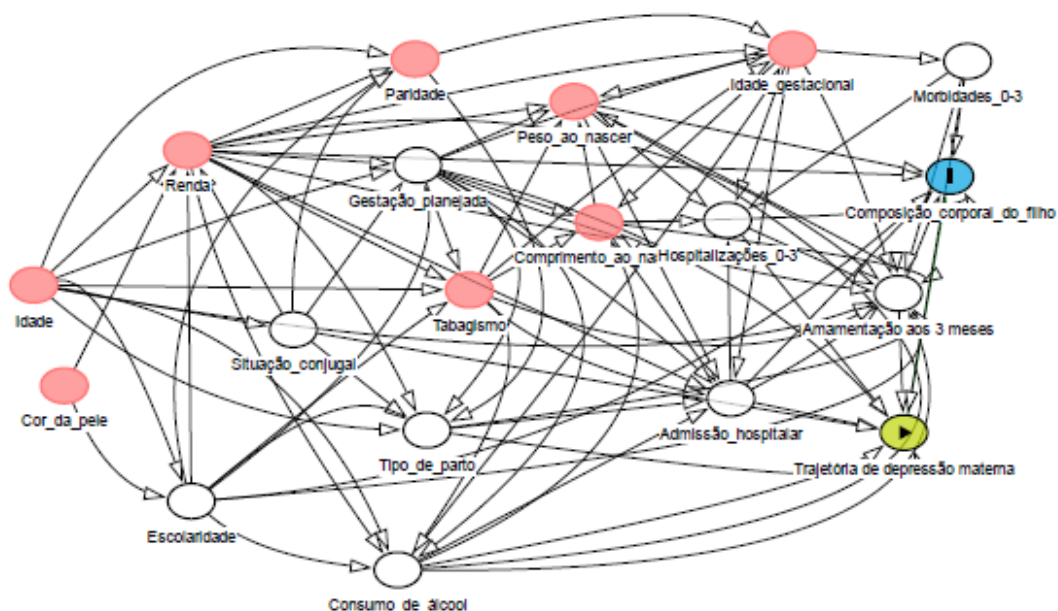 Paridade
Idade_gestacional
Morbidades_0-3
Peso_ao_nascer
Renda
Gestação_planejada
Composição_corporal_do_filho
Comprimento_ao_na
Hospitalizações_0-3
Idade
Tabagismo
Amamentação aos 3 meses
Situação_conjugal
Cor_da_pele
Admissão_hospitalar
Tipo_de_parto
Trajetória de depressão materna
Escolaridade
Consumo_de_álcool